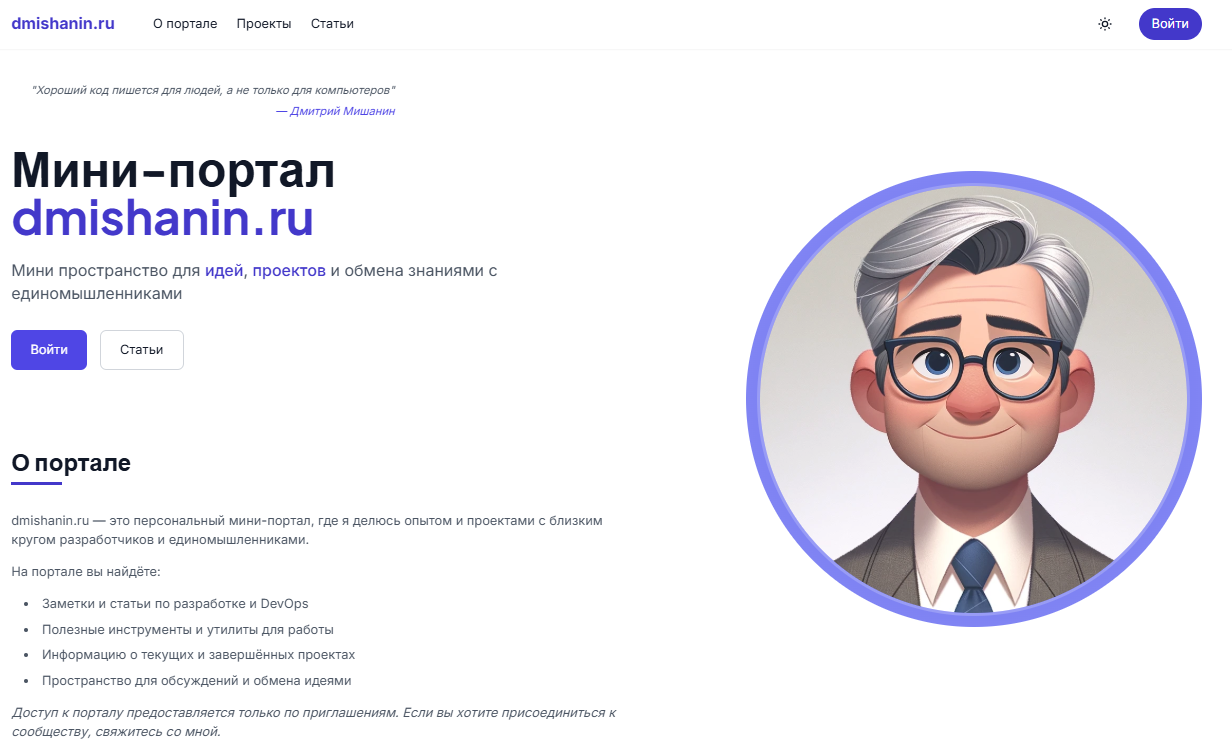 dmishanin.ru
О портале
Проекты
Статьи
Войти
"Хороший код пишется для людей, а не только для компьютеров"
— Дмитрий Мишанин
Мини-портал
dmishanin.ru
Мини пространство для идей, проектов и обмена знаниями с
единомышленниками
Войти
Статьи
О портале
dmishanin.ru — это персональный мини-портал, где я делюсь опытом и проектами с близким
кругом разработчиков и единомышленниками.
На портале вы найдёте:
• Заметки и статьи по разработке и DevOps
• Полезные инструменты и утилиты для работы
• Информацию о текущих и завершённых проектах
• Пространство для обсуждений и обмена идеями
Доступ к порталу предоставляется только по приглашениям. Если вы хотите присоединиться к
сообществу, свяжитесь со мной.